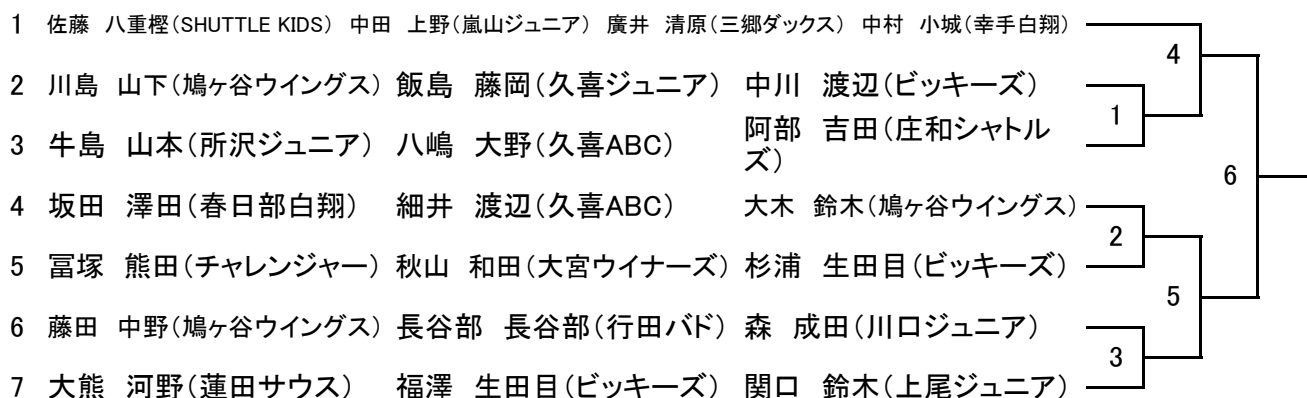 1 佐藤 八重樫(SHUTTLE KIDS) 中田 上野(嵐山ジュニア) 廣井 清原(三郷ダックス) 中村 小城(幸手白翔)
4
2 川島 山下(鳩ヶ谷ウイングス) 飯島 藤岡(久喜ジュニア) 中川 渡辺(ビッキーズ)
1
3 牛島 山本(所沢ジュニア) 八嶋 大野(久喜ABC) 阿部 吉田(庄和シャトル
ズ)
6
4 坂田 澤田(春日部白翔) 細井 渡辺(久喜ABC) 大木 鈴木(鳩ヶ谷ウイングス)
2
5 冨塚 熊田(チャレンジャー) 秋山 和田(大宮ウイナーズ) 杉浦 生田目(ビッキーズ)
5
6 藤田 中野(鳩ヶ谷ウイングス) 長谷部 長谷部(行田バド) 森 成田(川口ジュニア)
3
7 大熊 河野(蓮田サウス) 福澤 生田目(ビッキーズ) 関口 鈴木(上尾ジュニア)